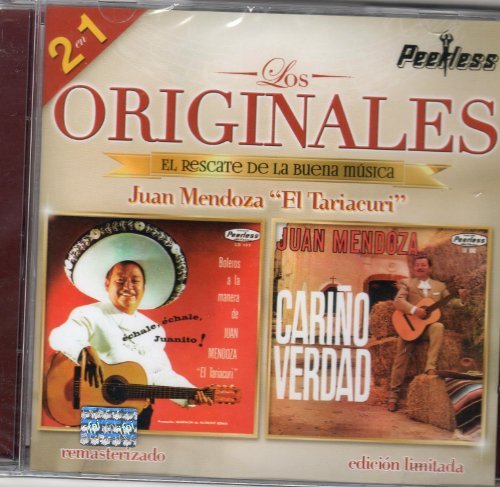 2 en 1
Peerless
Los
ORIGINALES
EL RESCATE DE LA BUENA MÚSICA
Juan Mendoza "El Tariacuri"
Peerless
Boleros
a la
manera
de
JUAN
MENDOZA
"El Tariacuri"
échale, échale,
Juanito!
JUAN MENDOZA
Peerless
CARIÑO
VERDAD
remasterizado
edición limitada